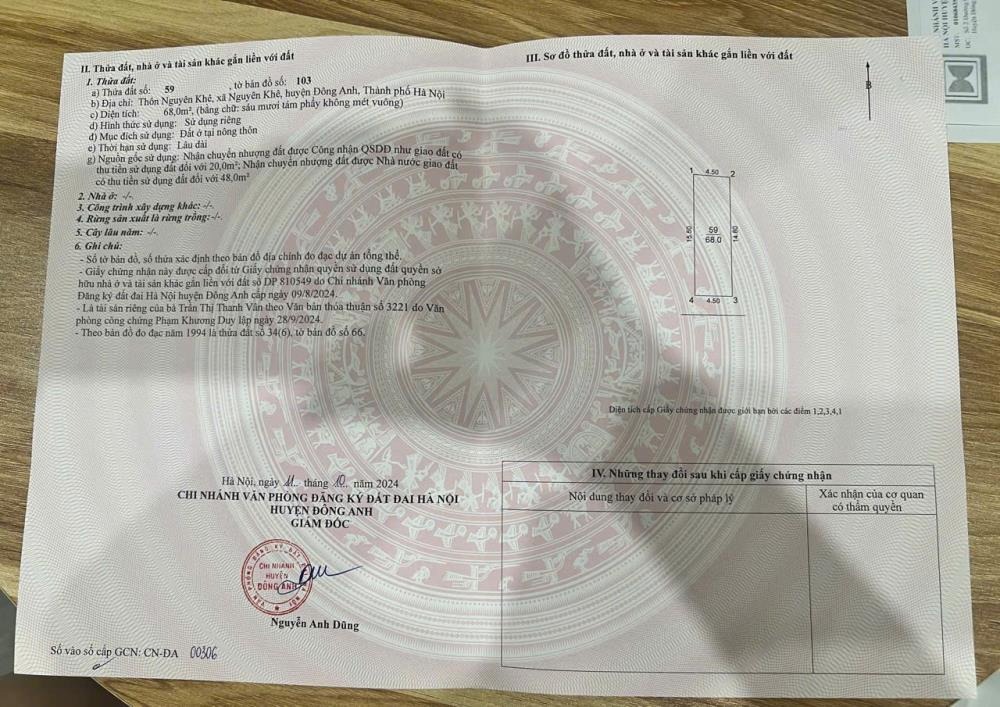 II. Thửa đất, nhà ở và tài sản khác gắn liền với đất
1. Thửa đất:
a) Thửa đất số: 59 , tờ bản đồ số: 103
b) Địa chỉ: Thôn Nguyên Khê, xã Nguyên Khê, huyện Đông Anh, Thành phố Hà Nội
c) Diện tích: 68,0m², (bằng chữ: sáu mươi tám phẩy không mét vuông)
d) Hình thức sử dụng: Sử dụng riêng
đ) Mục đích sử dụng: Đất ở tại nông thôn
e) Thời hạn sử dụng: Lâu dài
g) Nguồn gốc sử dụng: Nhận chuyển nhượng đất được Công nhận QSDĐ như giao đất có
thu tiền sử dụng đất đối với 20,0m²; Nhận chuyển nhượng đất được Nhà nước giao đất
có thu tiền sử dụng đất đối với 48,0m²
2. Nhà ở: -/-.
3. Công trình xây dựng khác: -/-.
4. Rừng sản xuất là rừng trồng: -/-.
5. Cây lâu năm: -/-.
6. Ghi chú:
- Số tờ bản đồ, số thửa xác định theo bản đồ địa chính đo đạc dự án tổng thể.
- Giấy chứng nhận này được cấp đổi từ Giấy chứng nhận quyền sử dụng đất quyền sở
hữu nhà ở và tài sản khác gắn liền với đất số DP 810549 do Chi nhánh Văn phòng
Đăng ký đất đai Hà Nội huyện Đông Anh cấp ngày 09/8/2024.
- Là tài sản riêng của bà Trần Thị Thanh Vân theo Văn bản thỏa thuận số 3221 do Văn
phòng công chứng Phạm Khương Duy lập ngày 28/9/2024.
- Theo bản đồ đo đạc năm 1994 là thửa đất số 34(6), tờ bản đồ số 66.
Hà Nội, ngày 11 tháng 10 năm 2024
CHI NHÁNH VĂN PHÒNG ĐĂNG KÝ ĐẤT ĐAI HÀ NỘI
HUYỆN ĐÔNG ANH
GIÁM ĐỐC
CHI NHÁNH
HUYỆN
ĐÔNG ANH
Nguyễn Anh Dũng
Số vào sổ cấp GCN: CN-ĐA 00306
III. Sơ đồ thửa đất, nhà ở và tài sản khác gắn liền với đất
B
1 4.50 2
59
68.0
14.60
4 4.50 3
Diện tích cấp Giấy chứng nhận được giới hạn bởi các điểm 1,2,3,4,1
IV. Những thay đổi sau khi cấp giấy chứng nhận
Nội dung thay đổi và cơ sở pháp lý
Xác nhận của cơ quan
có thẩm quyền